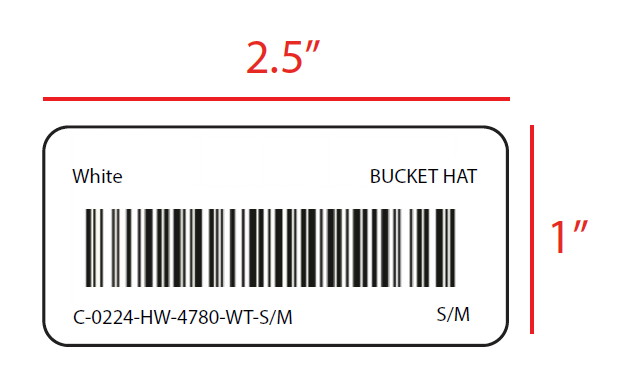 2.5”
White
BUCKET HAT
1”
C-0224-HW-4780-WT-S/M
S/M